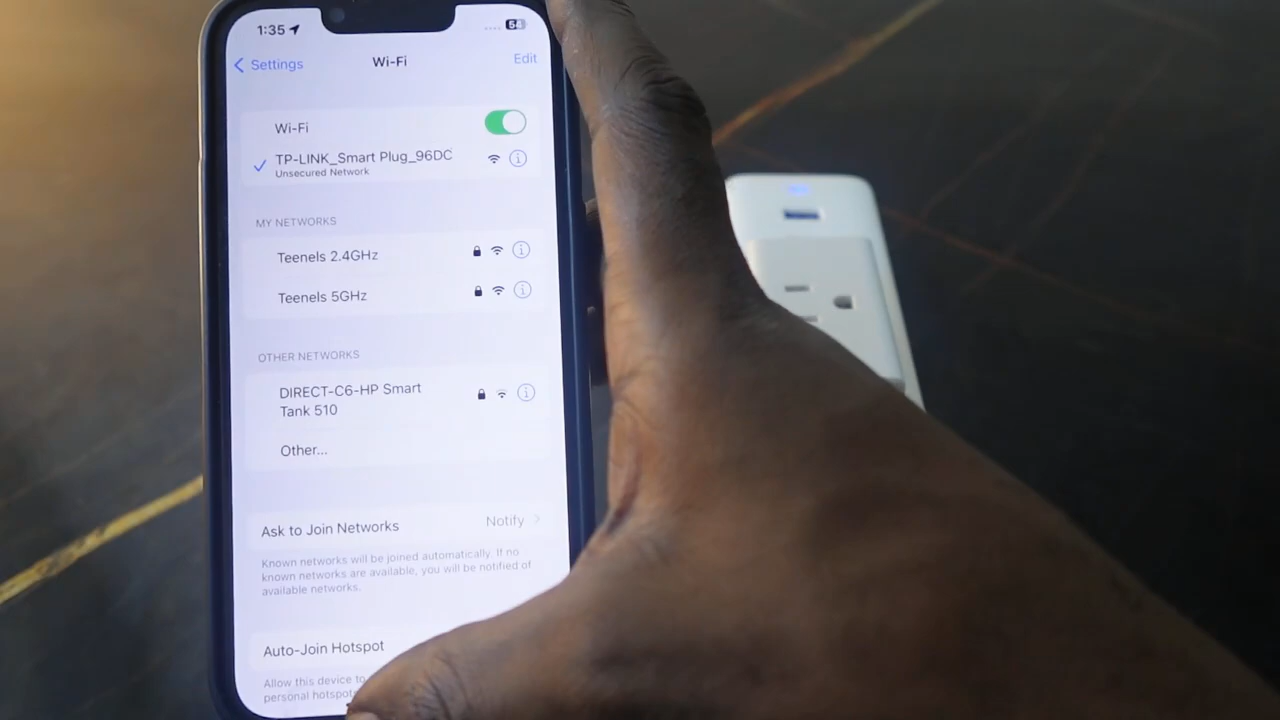 1:35
54
Settings
Wi-Fi
Edit
Wi-Fi
TP-LINK_Smart Plug_96DC
Unsecured Network
MY NETWORKS
Teenels 2.4GHz
Teenels 5GHz
OTHER NETWORKS
DIRECT-C6-HP Smart
Tank 510
Other...
Ask to Join Networks
Notify
Known networks will be joined automatically. If no
known networks are available, you will be notified of
available networks.
Auto-Join Hotspot
Allow this device to
personal hotspots